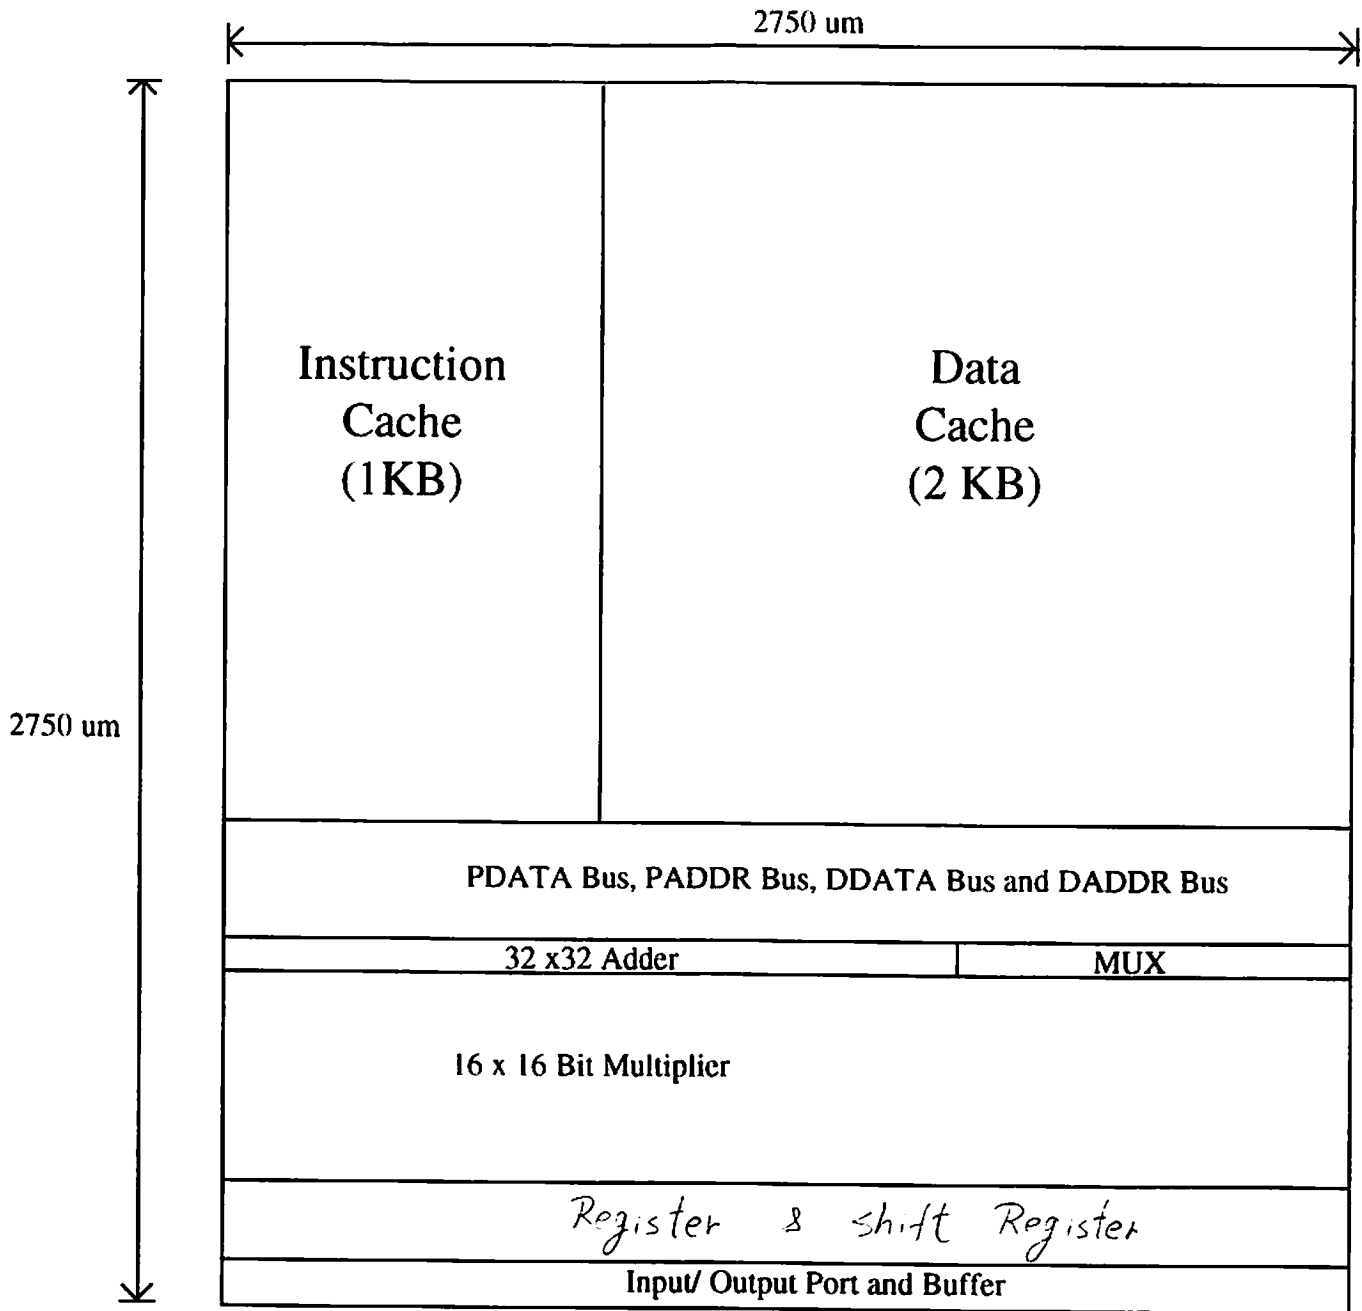 2750 um
Instruction
Cache
(1KB)
Data
Cache
(2 KB)
2750 um
PDATA Bus, PADDR Bus, DDATA Bus and DADDR Bus
32 x32 Adder
MUX
16 x 16 Bit Multiplier
Register & shift Register
Input/ Output Port and Buffer